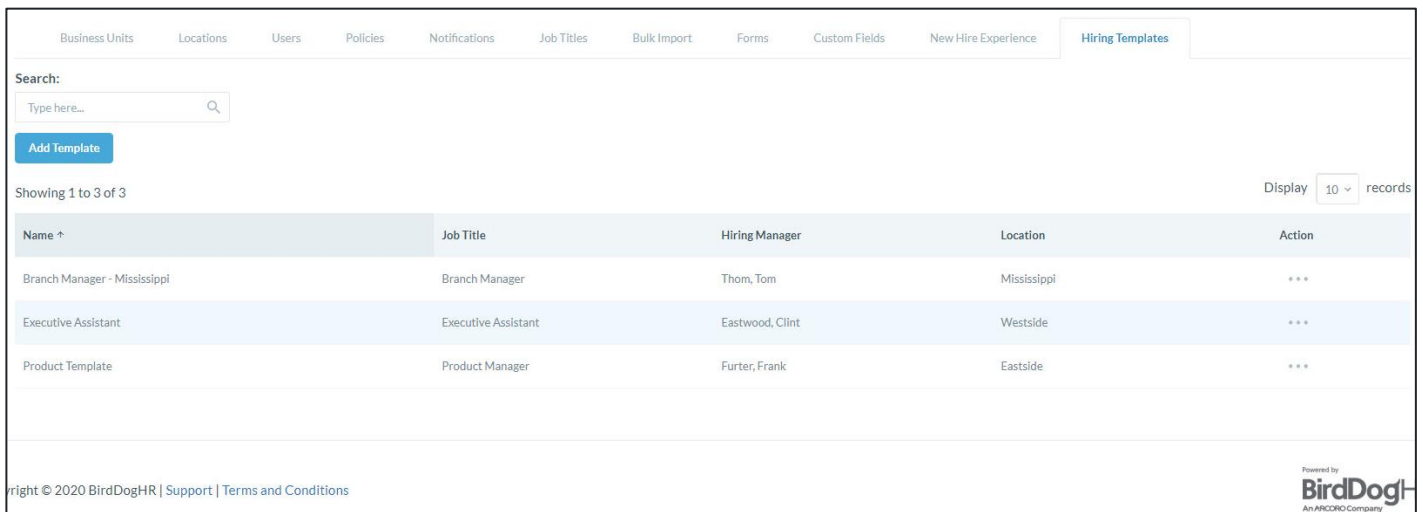 Business Units Locations Users Policies Notifications Job Titles Bulk Import Forms Custom Fields New Hire Experience Hiring Templates
Search:
Type here...
Add Template
Showing 1 to 3 of 3 Display 10 records
Name ↑ Job Title Hiring Manager Location Action
Branch Manager - Mississippi Branch Manager Thom, Tom Mississippi
Executive Assistant Executive Assistant Eastwood, Clint Westside
Product Template Product Manager Furter, Frank Eastside
Powered by
yright © 2020 BirdDogHR | Support | Terms and Conditions BirdDogH
An ARCORO Company